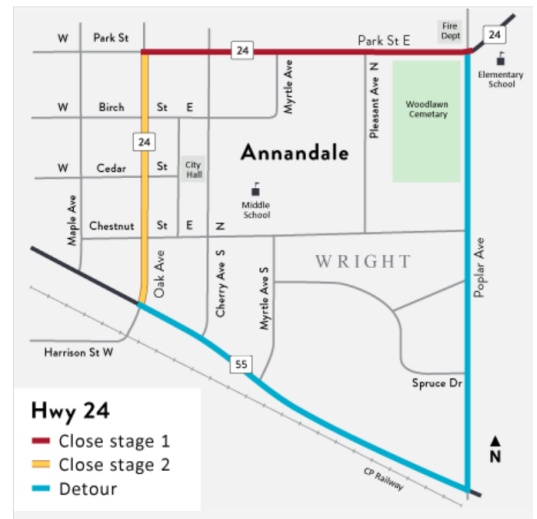 Fire
Dept
24
W Park St
24
Park St E
Elementary
School
Myrtle Ave
Pleasant Ave N
Woodlawn
Cemetary
W Birch St E
24
Annandale
W Cedar St
City
Hall
Middle
School
Maple Ave
Chestnut St E
N
Oak Ave
Cherry Ave S
Myrtle Ave S
WRIGHT
Poplar Ave
Harrison St W
55
Spruce Dr
Hwy 24
Close stage 1
Close stage 2
Detour
CP Railway
N